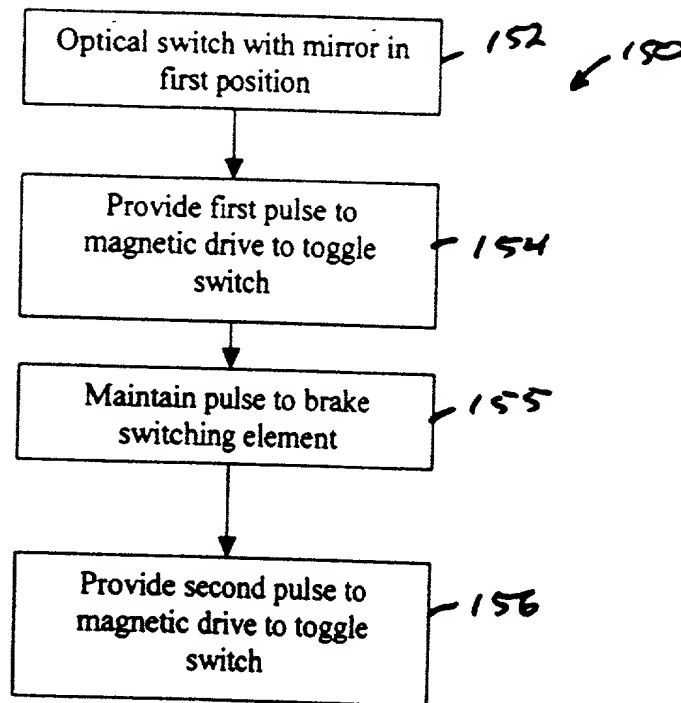 Optical switch with mirror in
first position
152
150
Provide first pulse to
magnetic drive to toggle
switch
154
Maintain pulse to brake
switching element
155
Provide second pulse to
magnetic drive to toggle
switch
156